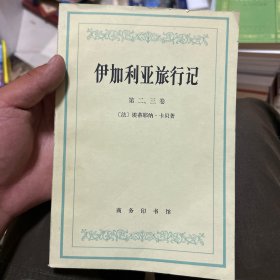 伊加利亚旅行记
第二、三卷
〔法〕埃蒂耶纳·卡贝著
商务印书馆